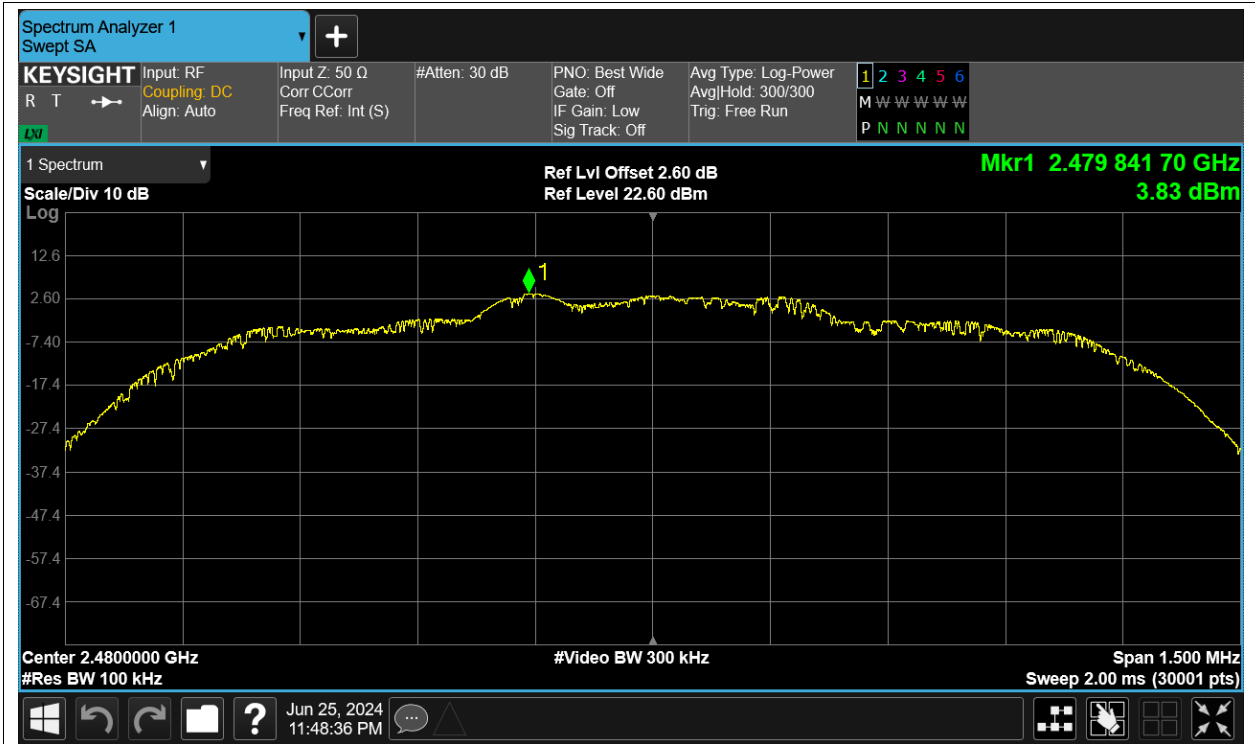 Spectrum Analyzer 1
Swept SA
KEYSIGHT
R T
LXI
Input: RF
Coupling: DC
Align: Auto
Input Z: 50 Ω
Corr CCorr
Freq Ref: Int (S)
#Atten: 30 dB
PNO: Best Wide
Gate: Off
IF Gain: Low
Sig Track: Off
Avg Type: Log-Power
Avg|Hold: 300/300
Trig: Free Run
1 2 3 4 5 6
M W W W W W
P N N N N N
1 Spectrum
Scale/Div 10 dB
Log
Ref Lvl Offset 2.60 dB
Ref Level 22.60 dBm
Mkr1 2.479 841 70 GHz
3.83 dBm
12.6
1
2.60
-7.40
-17.4
-27.4
-37.4
-47.4
-57.4
-67.4
Center 2.4800000 GHz
#Video BW 300 kHz
Span 1.500 MHz
#Res BW 100 kHz
Sweep 2.00 ms (30001 pts)
?
Jun 25, 2024
11:48:36 PM